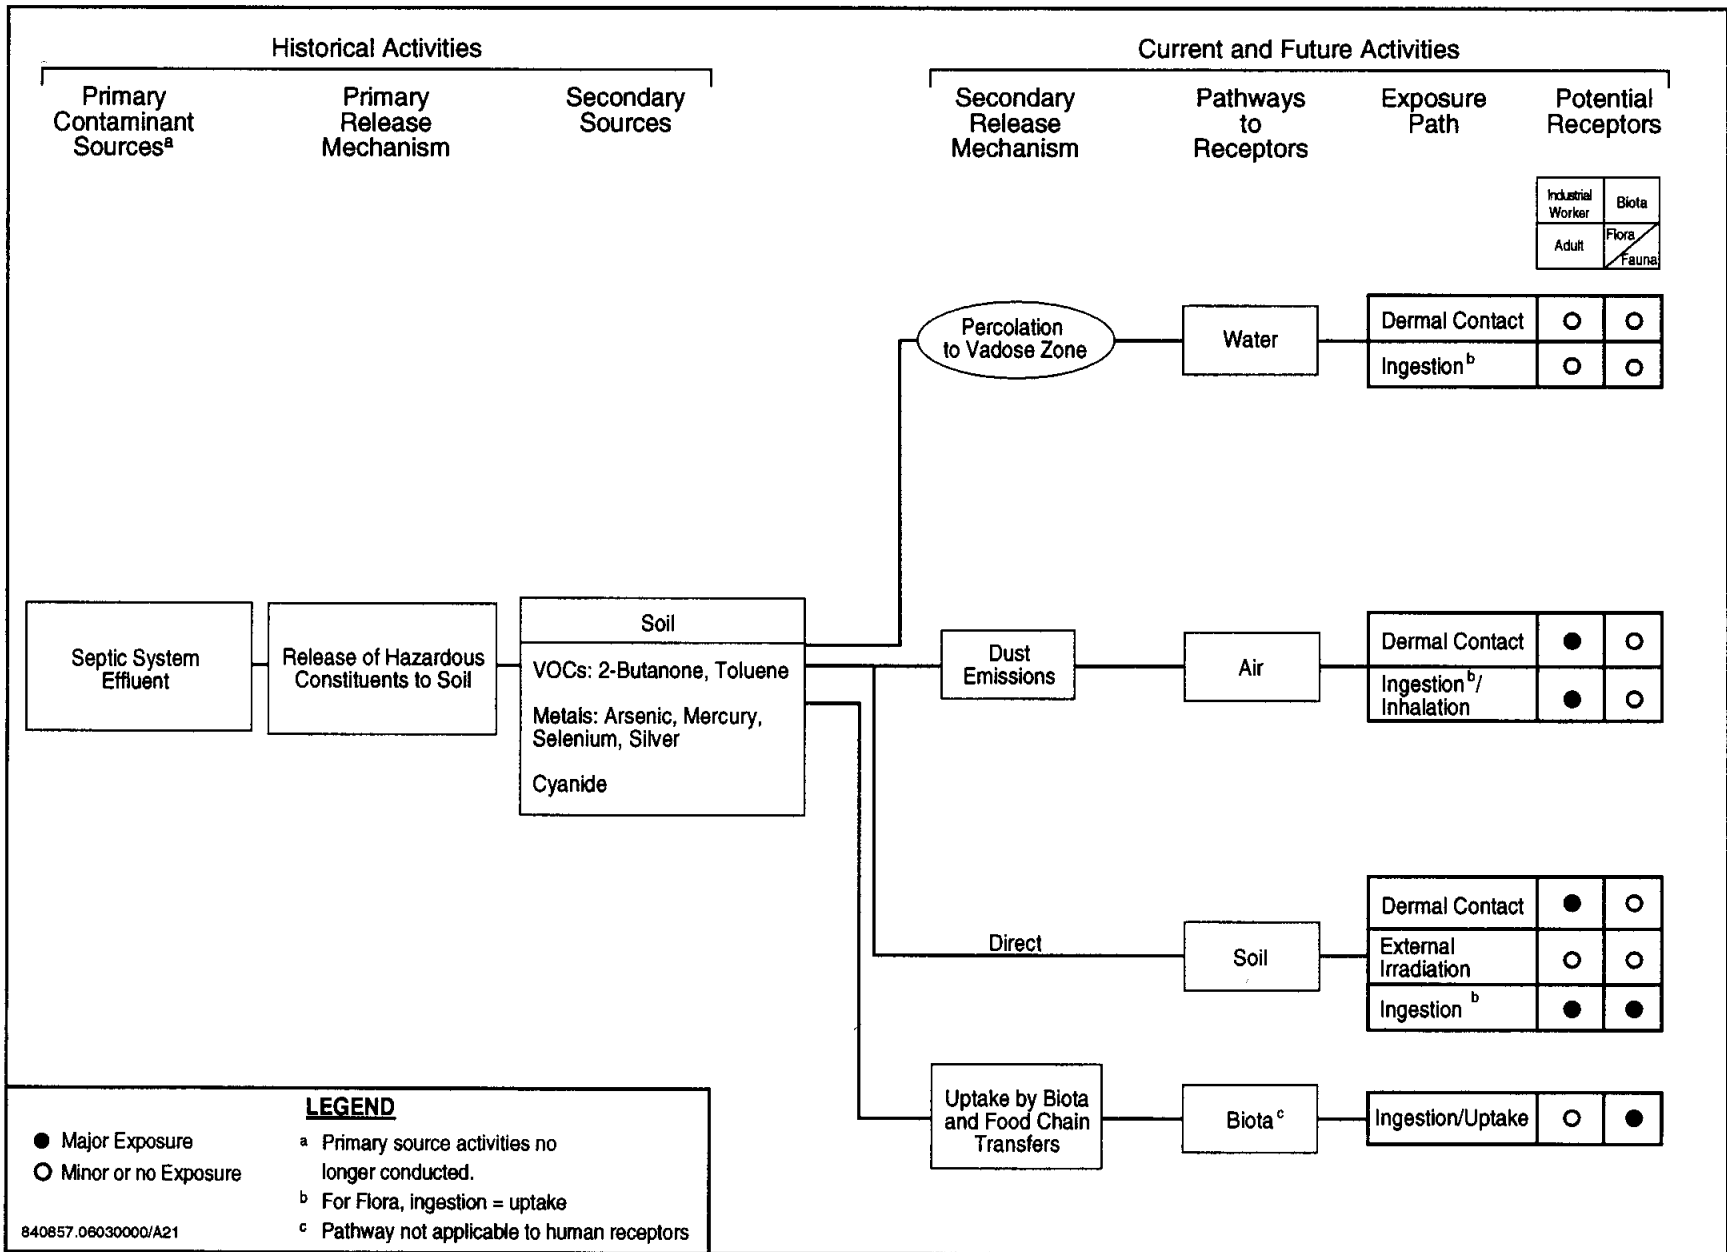 Historical Activities
Current and Future Activities
Primary
Contaminant
Sourcesᵃ
Primary
Release
Mechanism
Secondary
Sources
Secondary
Release
Mechanism
Pathways
to
Receptors
Exposure
Path
Potential
Receptors
Industrial
Worker
Biota
Adult
Flora
Fauna
Percolation
to Vadose Zone
Water
Dermal Contact
Ingestionᵇ
Septic System
Effluent
Release of Hazardous
Constituents to Soil
Soil
VOCs: 2-Butanone, Toluene
Metals: Arsenic, Mercury,
Selenium, Silver
Cyanide
Dust
Emissions
Air
Dermal Contact
Ingestionᵇ/
Inhalation
Direct
Soil
Dermal Contact
External
Irradiation
Ingestion ᵇ
Uptake by Biota
and Food Chain
Transfers
Biotaᶜ
Ingestion/Uptake
LEGEND
● Major Exposure
○ Minor or no Exposure
ᵃ Primary source activities no
longer conducted.
ᵇ For Flora, ingestion = uptake
ᶜ Pathway not applicable to human receptors
840857.06030000/A21